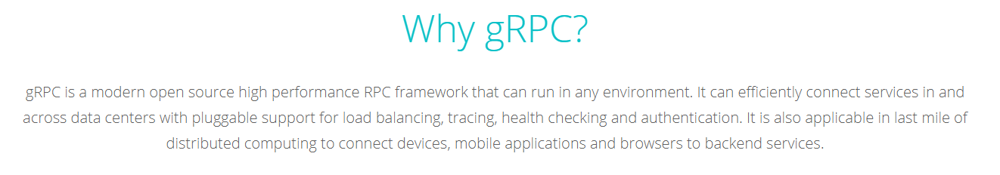 Why gRPC?
gRPC is a modern open source high performance RPC framework that can run in any environment. It can efficiently connect services in and
across data centers with pluggable support for load balancing, tracing, health checking and authentication. It is also applicable in last mile of
distributed computing to connect devices, mobile applications and browsers to backend services.